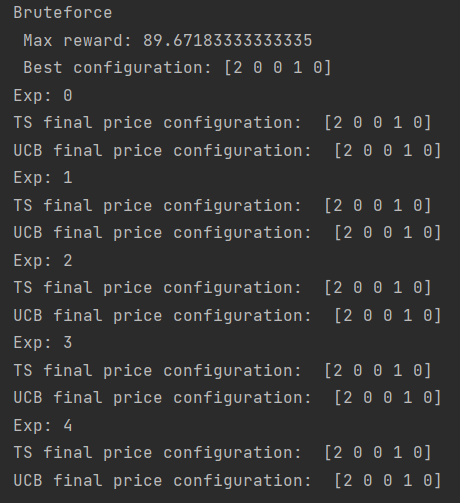 Bruteforce
Max reward: 89.67183333333335
Best configuration: [2 0 0 1 0]
Exp: 0
TS final price configuration:  [2 0 0 1 0]
UCB final price configuration:  [2 0 0 1 0]
Exp: 1
TS final price configuration:  [2 0 0 1 0]
UCB final price configuration:  [2 0 0 1 0]
Exp: 2
TS final price configuration:  [2 0 0 1 0]
UCB final price configuration:  [2 0 0 1 0]
Exp: 3
TS final price configuration:  [2 0 0 1 0]
UCB final price configuration:  [2 0 0 1 0]
Exp: 4
TS final price configuration:  [2 0 0 1 0]
UCB final price configuration:  [2 0 0 1 0]